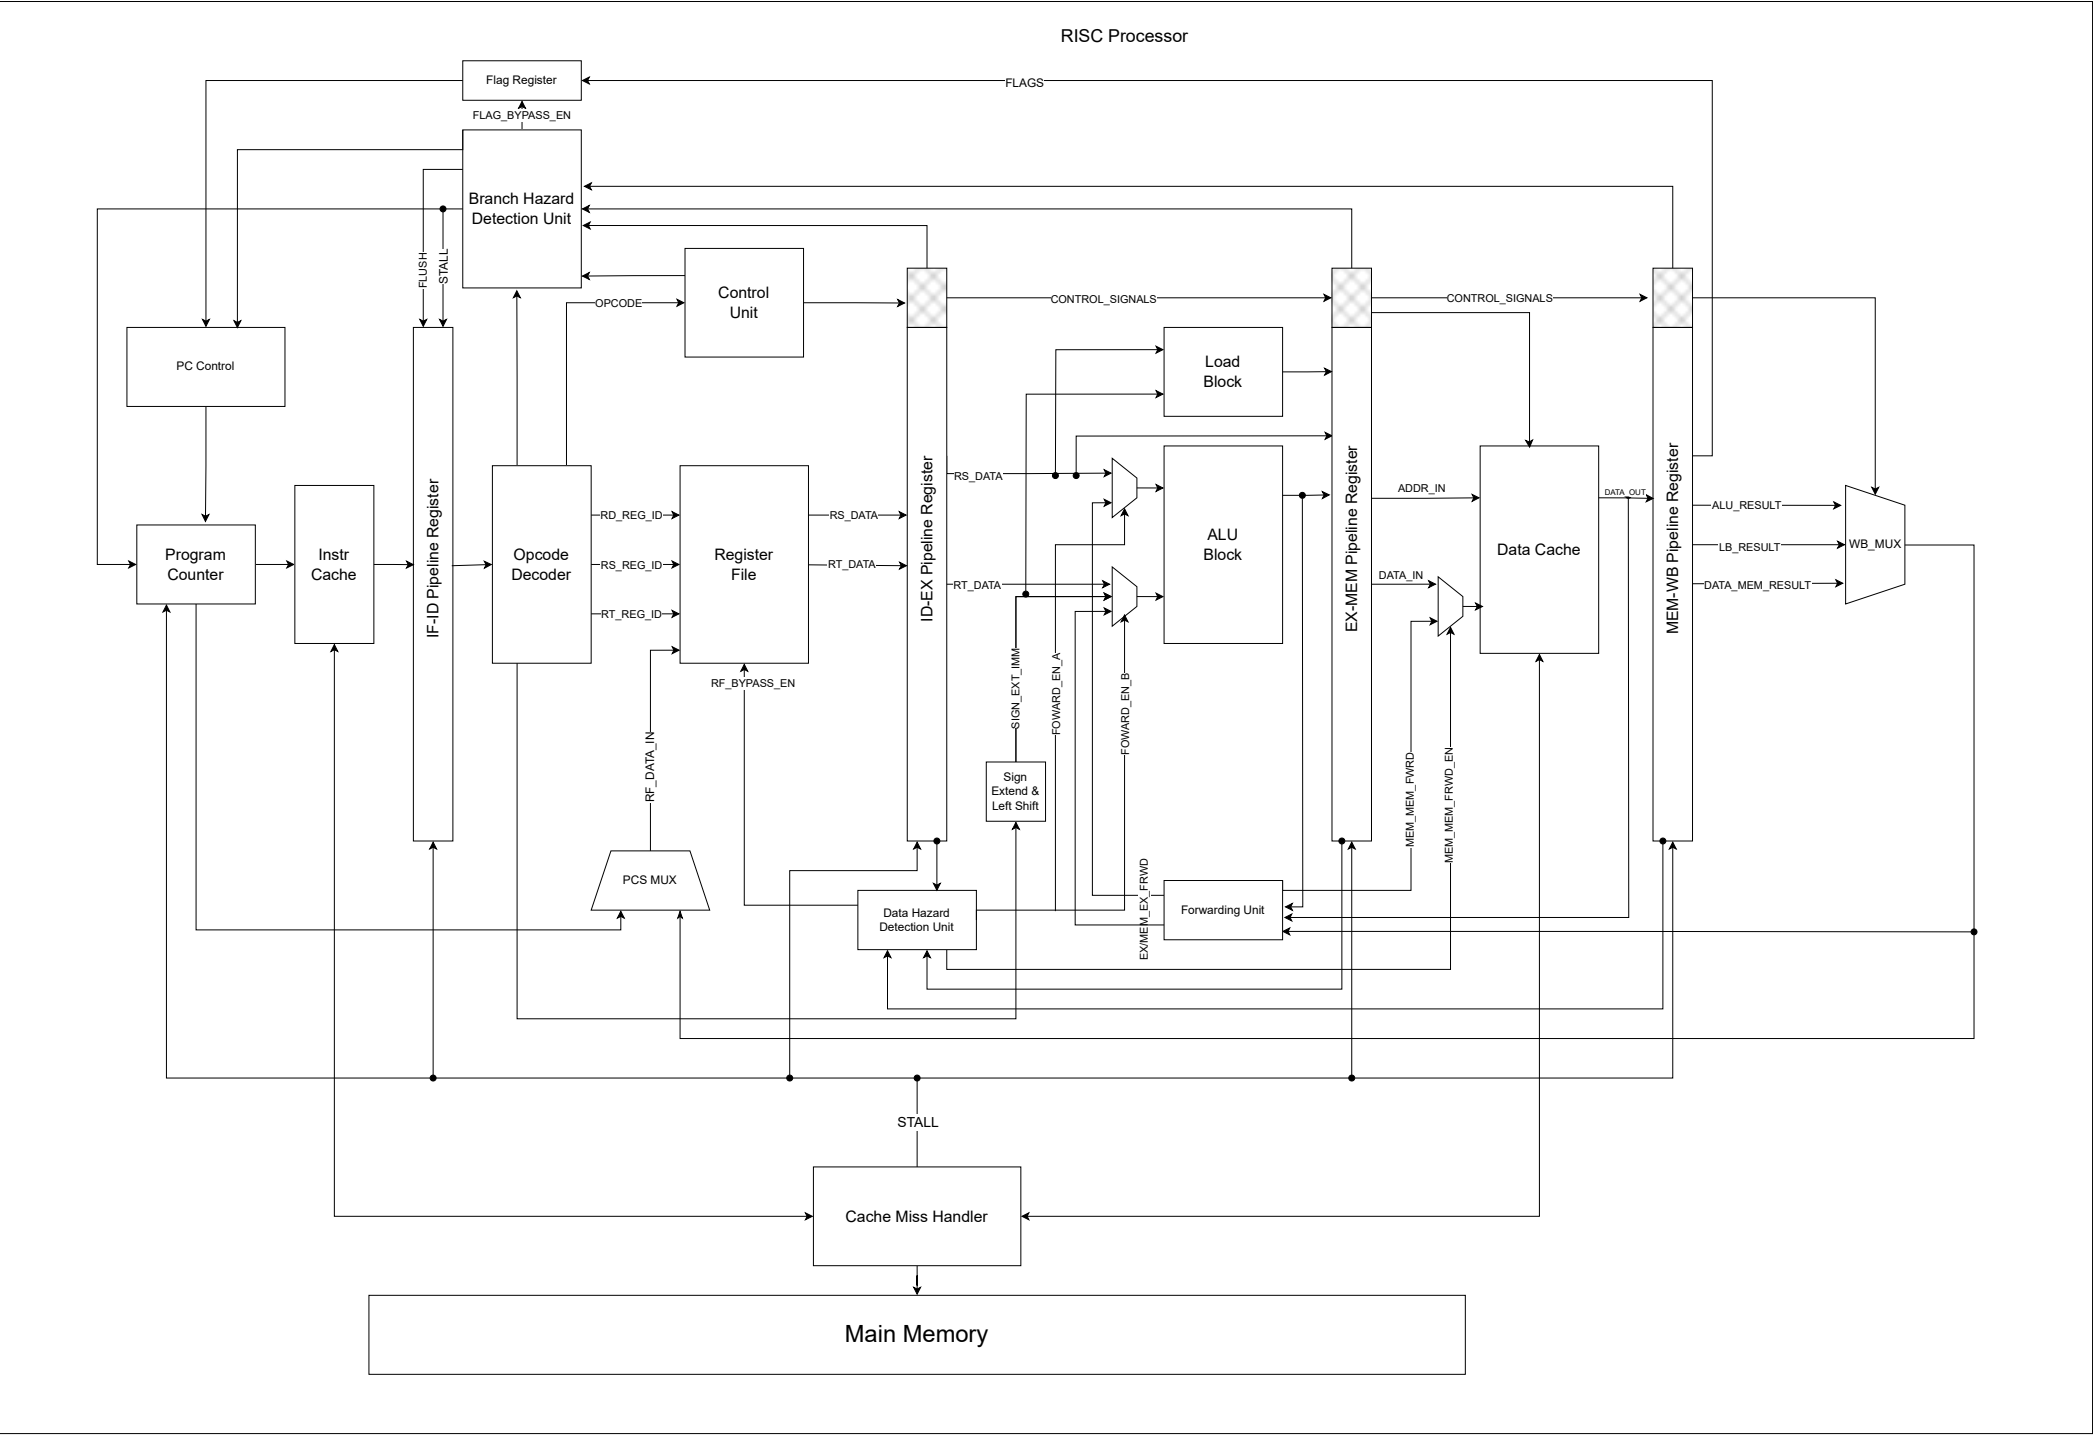 RISC Processor
Flag Register
FLAGS
FLAG_BYPASS_EN
Branch Hazard
Detection Unit
FLUSH
STALL
OPCODE
Control
Unit
CONTROL_SIGNALS
CONTROL_SIGNALS
PC Control
Load
Block
Program
Counter
Instr
Cache
IF-ID Pipeline Register
Opcode
Decoder
RD_REG_ID
RS_REG_ID
RT_REG_ID
Register
File
RS_DATA
RT_DATA
ID-EX Pipeline Register
RS_DATA
RT_DATA
ALU
Block
EX-MEM Pipeline Register
ADDR_IN
DATA_IN
Data Cache
DATA_OUT
MEM-WB Pipeline Register
ALU_RESULT
LB_RESULT
DATA_MEM_RESULT
WB_MUX
RF_BYPASS_EN
RF_DATA_IN
SIGN_EXT_IMM
FOWARD_EN_A
FOWARD_EN_B
MEM_MEM_FWRD
MEM_MEM_FRWD_EN
Sign
Extend &
Left Shift
PCS MUX
Data Hazard
Detection Unit
EX/MEM_EX_FRWD
Forwarding Unit
STALL
Cache Miss Handler
Main Memory